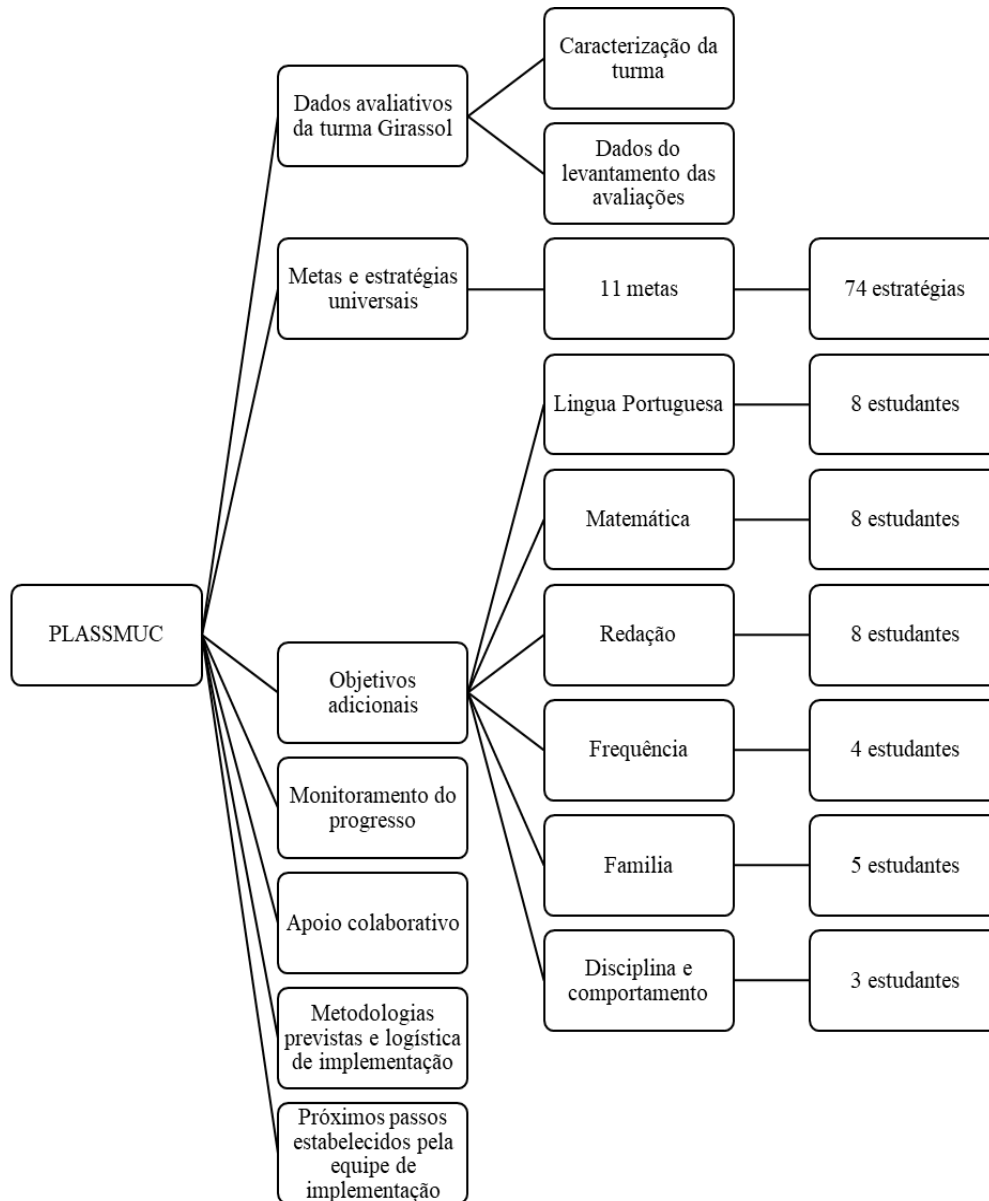 PLASSMUC
Dados avaliativos
da turma Girassol
Caracterização da
turma
Dados do
levantamento das
avaliações
Metas e estratégias
universais
11 metas
74 estratégias
Objetivos
adicionais
Lingua Portuguesa
8 estudantes
Matemática
8 estudantes
Redação
8 estudantes
Frequência
4 estudantes
Familia
5 estudantes
Disciplina e
comportamento
3 estudantes
Monitoramento do
progresso
Apoio colaborativo
Metodologias
previstas e logística
de implementação
Próximos passos
estabelecidos pela
equipe de
implementação